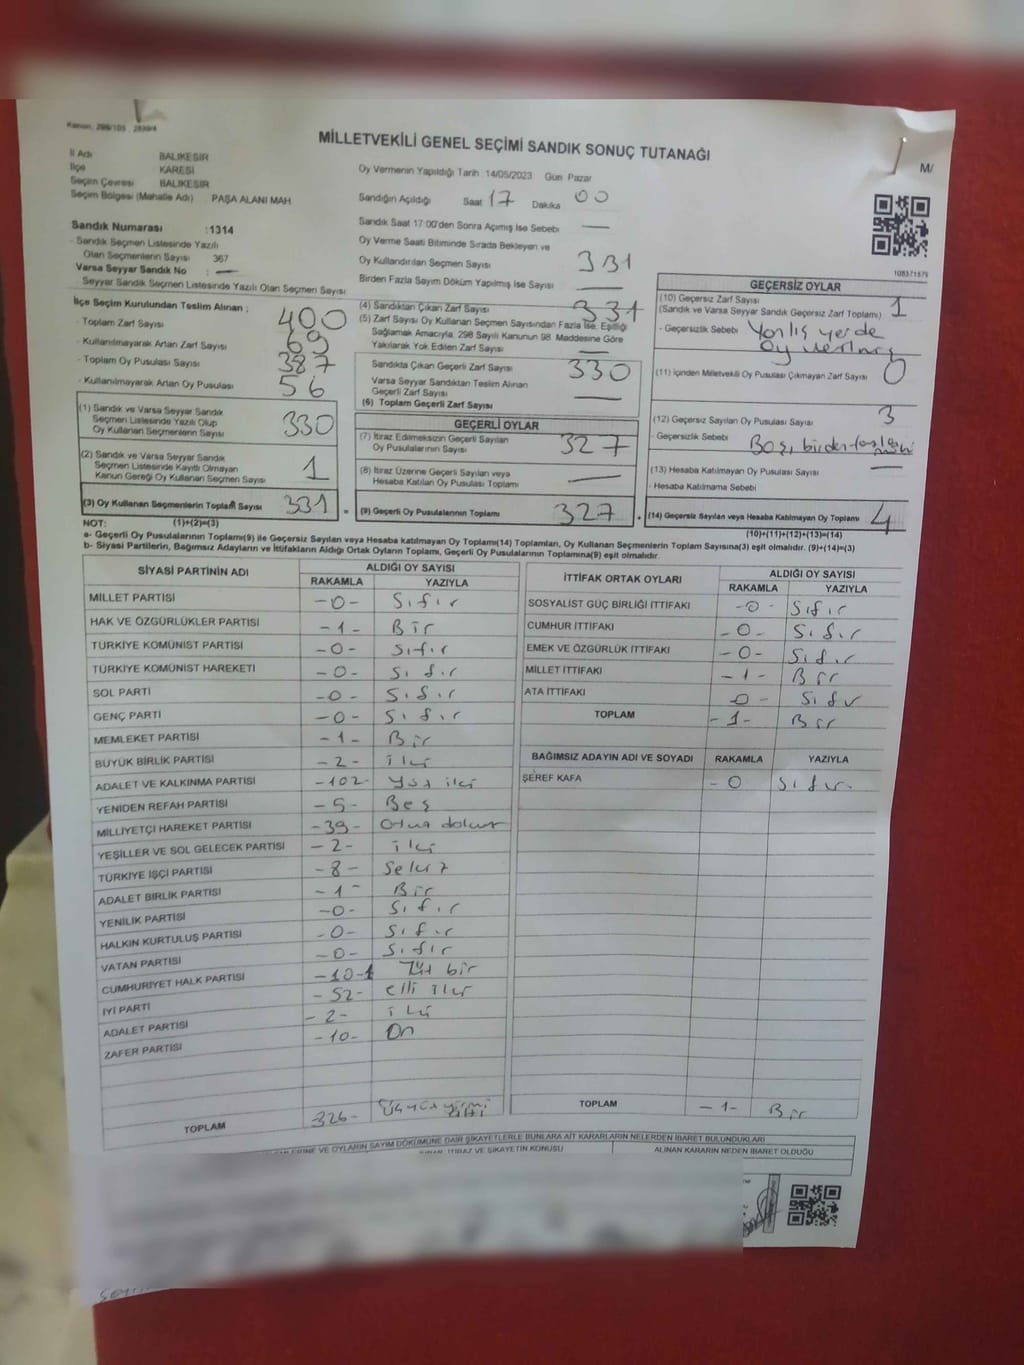 Kanun, 298/105 , 2839/4
MİLLETVEKİLİ GENEL SEÇİMİ SANDIK SONUÇ TUTANAĞI
M/
İl Adı BALIKESİR
İlçe KARESİ
Seçim Çevresi BALIKESİR
Seçim Bölgesi (Mahalle Adı) PAŞA ALANI MAH.
Oy Vermenin Yapıldığı Tarih 14/05/2023 Gün Pazar
Sandığın Açıldığı Saat 17 Dakika 00
Sandık Saat 17:00'den Sonra Açımış İse Sebebi —
Sandık Numarası :1314
- Sandık Seçmen Listesinde Yazılı
Olan Seçmenlerin Sayısı 367
Varsa Seyyar Sandık No : —
Seyyar Sandık Seçmen Listesinde Yazılı Olan Seçmen Sayısı
Oy Verme Saati Bitiminde Sırada Bekleyen ve
Oy Kullandırılan Seçmen Sayısı 331
Birden Fazla Sayım Döküm Yapılmış İse Sayısı —
108371879
İlçe Seçim Kurulundan Teslim Alınan ;
- Toplam Zarf Sayısı 400
- Kullanılmayarak Artan Zarf Sayısı 69
- Toplam Oy Pusulası Sayısı 387
- Kullanılmayarak Artan Oy Pusulası 56
(4) Sandıktan Çıkan Zarf Sayısı 331
(5) Zarf Sayısı Oy Kullanan Seçmen Sayısından Fazla İse, Eşitliği
Sağlamak Amacıyla, 298 Sayılı Kanunun 98. Maddesine Göre
Yakılarak Yok Edilen Zarf Sayısı —
Sandıkta Çıkan Geçerli Zarf Sayısı 330
Varsa Seyyar Sandıktan Teslim Alınan
Geçerli Zarf Sayısı —
(6) Toplam Geçerli Zarf Sayısı
GEÇERSİZ OYLAR
(10) Geçersiz Zarf Sayısı 1
(Sandık ve Varsa Seyyar Sandık Geçersiz Zarf Toplamı)
- Geçersizlik Sebebi Yanlış yerde
oy
(11) İçinden Milletvekili Oy Pusulası Çıkmayan Zarf Sayısı 0
(12) Geçersiz Sayılan Oy Pusulası Sayısı 3
- Geçersizlik Sebebi Boş,
(13) Hesaba Katılmayan Oy Pusulası Sayısı —
- Hesaba Katılmama Sebebi
(14) Geçersiz Sayılan veya Hesaba Katılmayan Oy Toplamı 4
(10)+(11)+(12)+(13)=(14)
(1) Sandık ve Varsa Seyyar Sandık
Seçmen Listesinde Yazılı Olup
Oy Kullanan Seçmenlerin Sayısı 330
(2) Sandık ve Varsa Seyyar Sandık
Seçmen Listesinde Kayıtlı Olmayan
Kanun Gereği Oy Kullanan Seçmen Sayısı 1
(3) Oy Kullanan Seçmenlerin Toplam Sayısı 331
=
GEÇERLİ OYLAR
(7) İtiraz Edilmeksizin Geçerli Sayılan
Oy Pusulalarının Sayısı 327
(8) İtiraz Üzerine Geçerli Sayılan veya
Hesaba Katılan Oy Pusulası Toplamı —
(9) Geçerli Oy Pusulalarının Toplamı 327
+
NOT: (1)+(2)=(3)
a- Geçerli Oy Pusulalarının Toplamı(9) ile Geçersiz Sayılan veya Hesaba katılmayan Oy Toplamı(14) Toplamları, Oy Kullanan Seçmenlerin Toplam Sayısına(3) eşit olmalıdır. (9)+(14)=(3)
b- Siyasi Partilerin, Bağımsız Adayların ve İttifakların Aldığı Ortak Oyların Toplamı, Geçerli Oy Pusulalarının Toplamına(9) eşit olmalıdır.
SİYASİ PARTİNİN ADI ALDIĞI OY SAYISI
RAKAMLA YAZIYLA
MİLLET PARTİSİ -0- Sıfır
HAK VE ÖZGÜRLÜKLER PARTİSİ -1- Bir
TÜRKİYE KOMÜNİST PARTİSİ -0- Sıfır
TÜRKİYE KOMÜNİST HAREKETİ -0- Sıfır
SOL PARTİ -0- Sıfır
GENÇ PARTİ -0- Sıfır
MEMLEKET PARTİSİ -1- Bir
BÜYÜK BİRLİK PARTİSİ -2- iki
ADALET VE KALKINMA PARTİSİ -102- Yüz iki
YENİDEN REFAH PARTİSİ -5- Beş
MİLLİYETÇİ HAREKET PARTİSİ -39- Otuz dokuz
YEŞİLLER VE SOL GELECEK PARTİSİ -2- iki
TÜRKİYE İŞÇİ PARTİSİ -8- Sekiz
ADALET BİRLİK PARTİSİ -1- Bir
YENİLİK PARTİSİ -0- Sıfır
HALKIN KURTULUŞ PARTİSİ -0- Sıfır
VATAN PARTİSİ -0- Sıfır
CUMHURİYET HALK PARTİSİ -101 Yüz bir
İYİ PARTİ -52- elli iki
ADALET PARTİSİ -2- iki
ZAFER PARTİSİ -10- On
TOPLAM 326-
İTTİFAK ORTAK OYLARI ALDIĞI OY SAYISI
RAKAMLA YAZIYLA
SOSYALİST GÜÇ BİRLİĞİ İTTİFAKI -0- Sıfır
CUMHUR İTTİFAKI -0- Sıfır
EMEK VE ÖZGÜRLÜK İTTİFAKI -0- Sıfır
MİLLET İTTİFAKI -1- Bir
ATA İTTİFAKI -0- Sıfır
TOPLAM -1- Bir
BAĞIMSIZ ADAYIN ADI VE SOYADI RAKAMLA YAZIYLA
ŞEREF KAFA -0 Sıfır.
TOPLAM -1- Bir
VE OYLARIN SAYIM DÖKÜMÜNE DAİR ŞİKAYETLERLE BUNLARA AİT KARARLARIN NELERDEN İBARET BULUNDUKLARI
İTİRAZ VE ŞİKAYETİN KONUSU ALINAN KARARIN NEDEN İBARET OLDUĞU